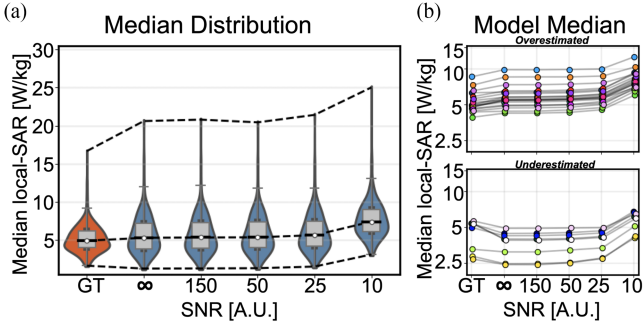 (a)
Median Distribution
Median local-SAR [W/kg]
30
25
20
15
10
5
GT
∞
150
50
25
10
SNR [A.U.]
(b)
Model Median
Overestimated
Median local-SAR [W/kg]
15
10
5
2.5
Underestimated
15
10
5
2.5
GT
∞
150
50
25
10
SNR [A.U.]